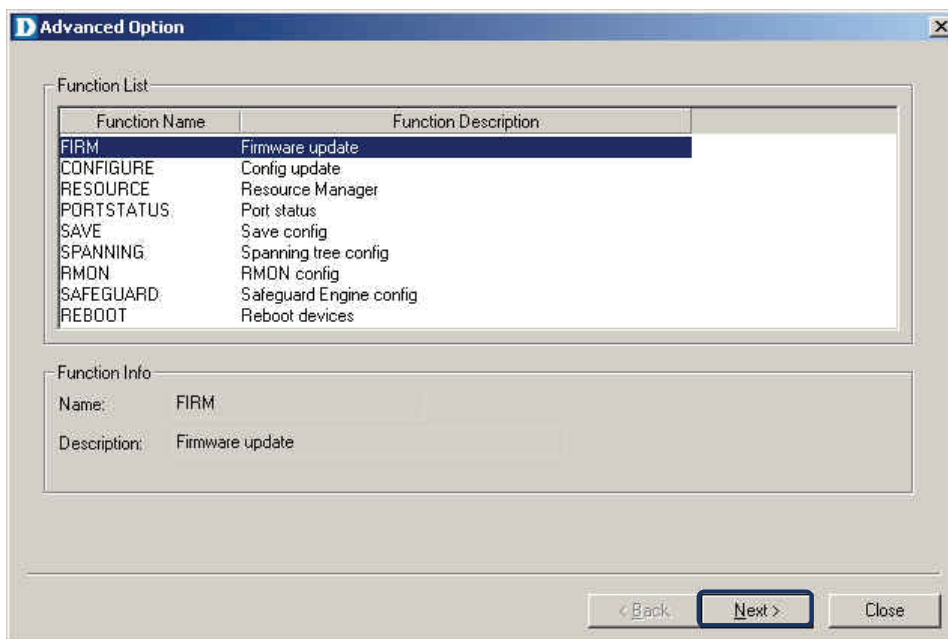 D Advanced Option
Function List
Function Name Function Description
FIRM Firmware update
CONFIGURE Config update
RESOURCE Resource Manager
PORTSTATUS Port status
SAVE Save config
SPANNING Spanning tree config
RMON RMON config
SAFEGUARD Safeguard Engine config
REBOOT Reboot devices
Function Info
Name: FIRM
Description: Firmware update
< Back Next > Close